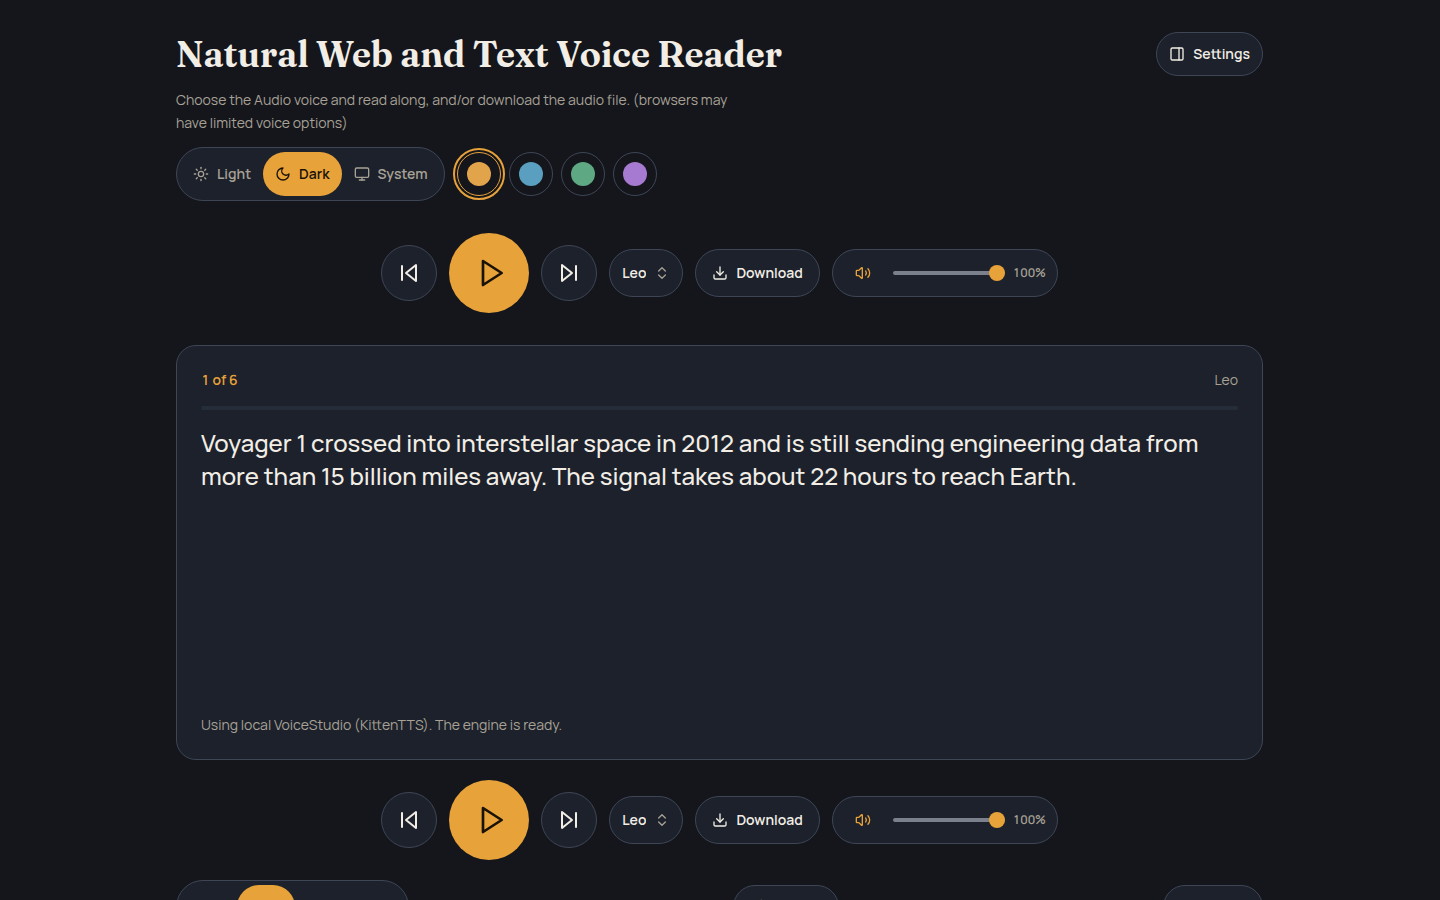 Natural Web and Text Voice Reader
Settings
Choose the Audio voice and read along, and/or download the audio file. (browsers may
have limited voice options)
Light Dark System
Leo Download 100%
1 of 6 Leo
Voyager 1 crossed into interstellar space in 2012 and is still sending engineering data from
more than 15 billion miles away. The signal takes about 22 hours to reach Earth.
Using local VoiceStudio (KittenTTS). The engine is ready.
Leo Download 100%